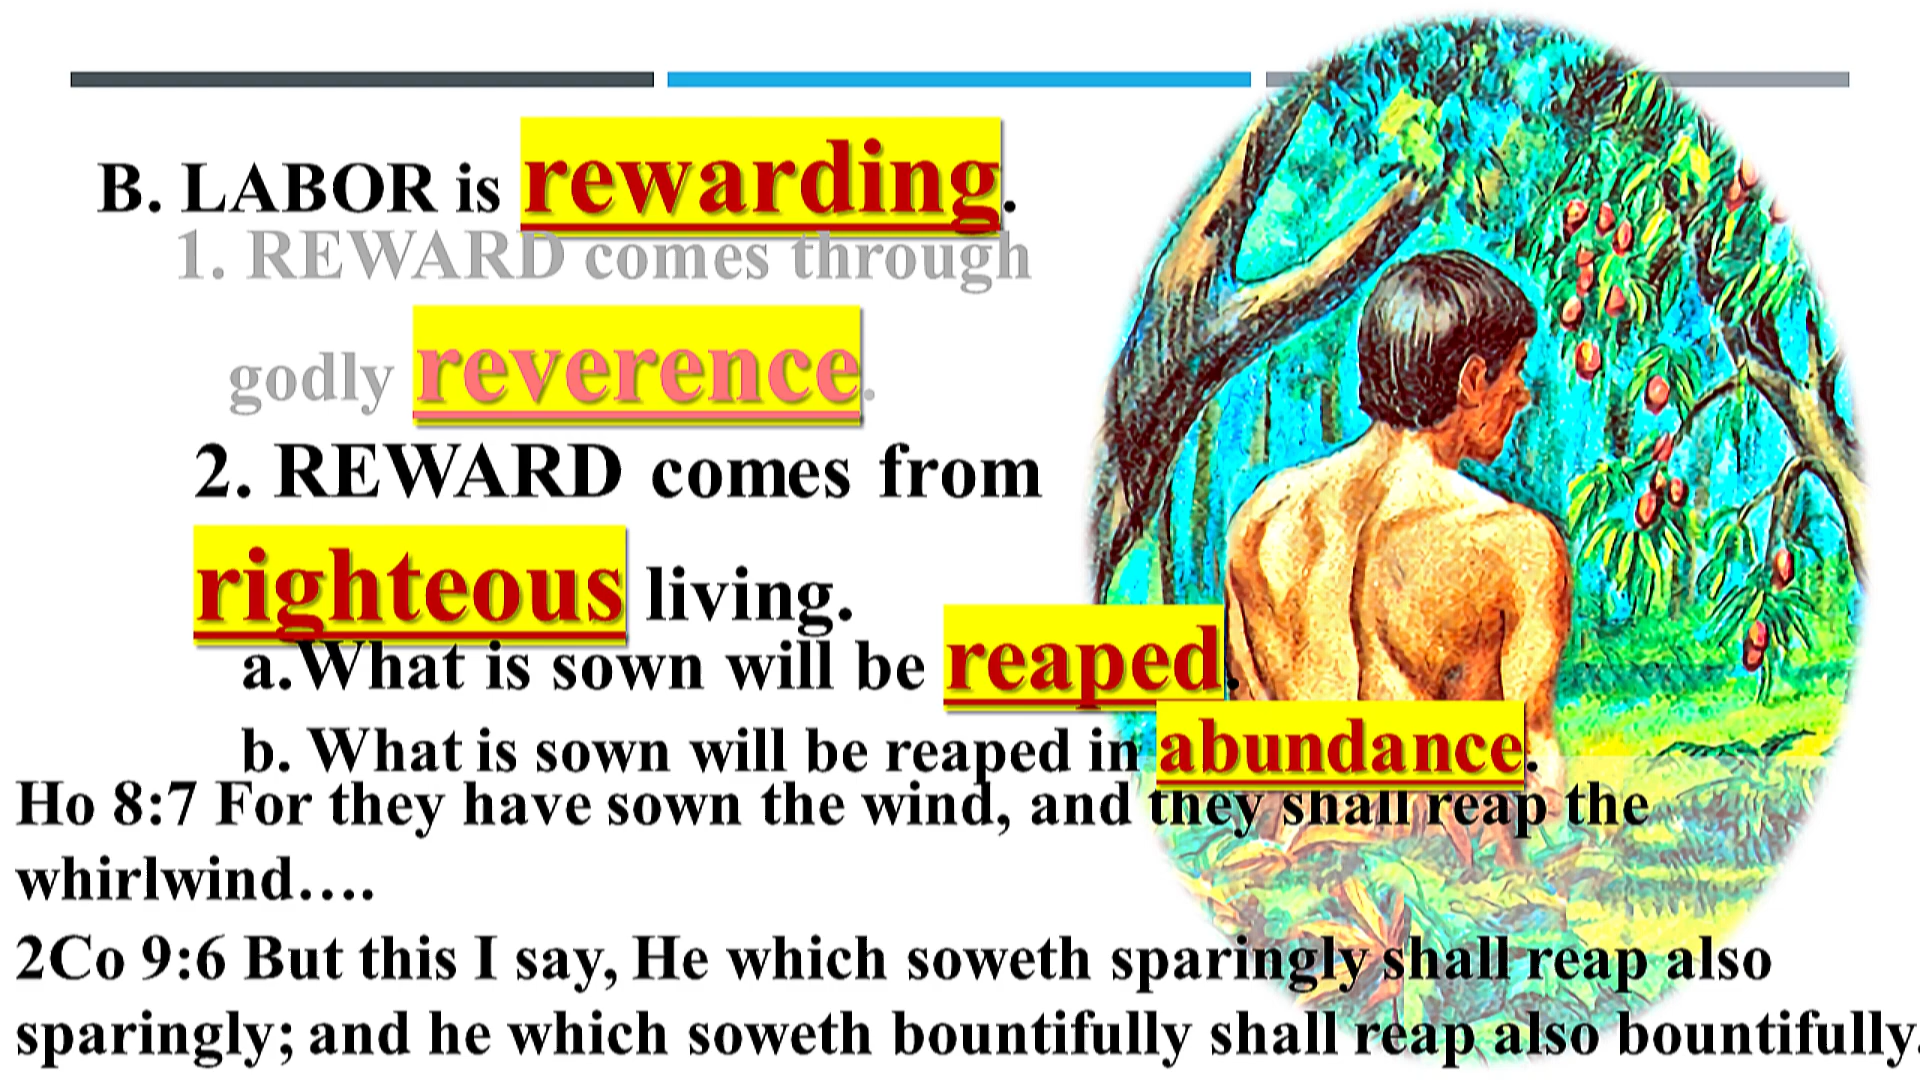 B. LABOR is rewarding.
1. REWARD comes through
godly reverence.
2. REWARD comes from
righteous living.
a.What is sown will be reaped.
b. What is sown will be reaped in abundance.
Ho 8:7 For they have sown the wind, and they shall reap the
whirlwind….
2Co 9:6 But this I say, He which soweth sparingly shall reap also
sparingly; and he which soweth bountifully shall reap also bountifully.